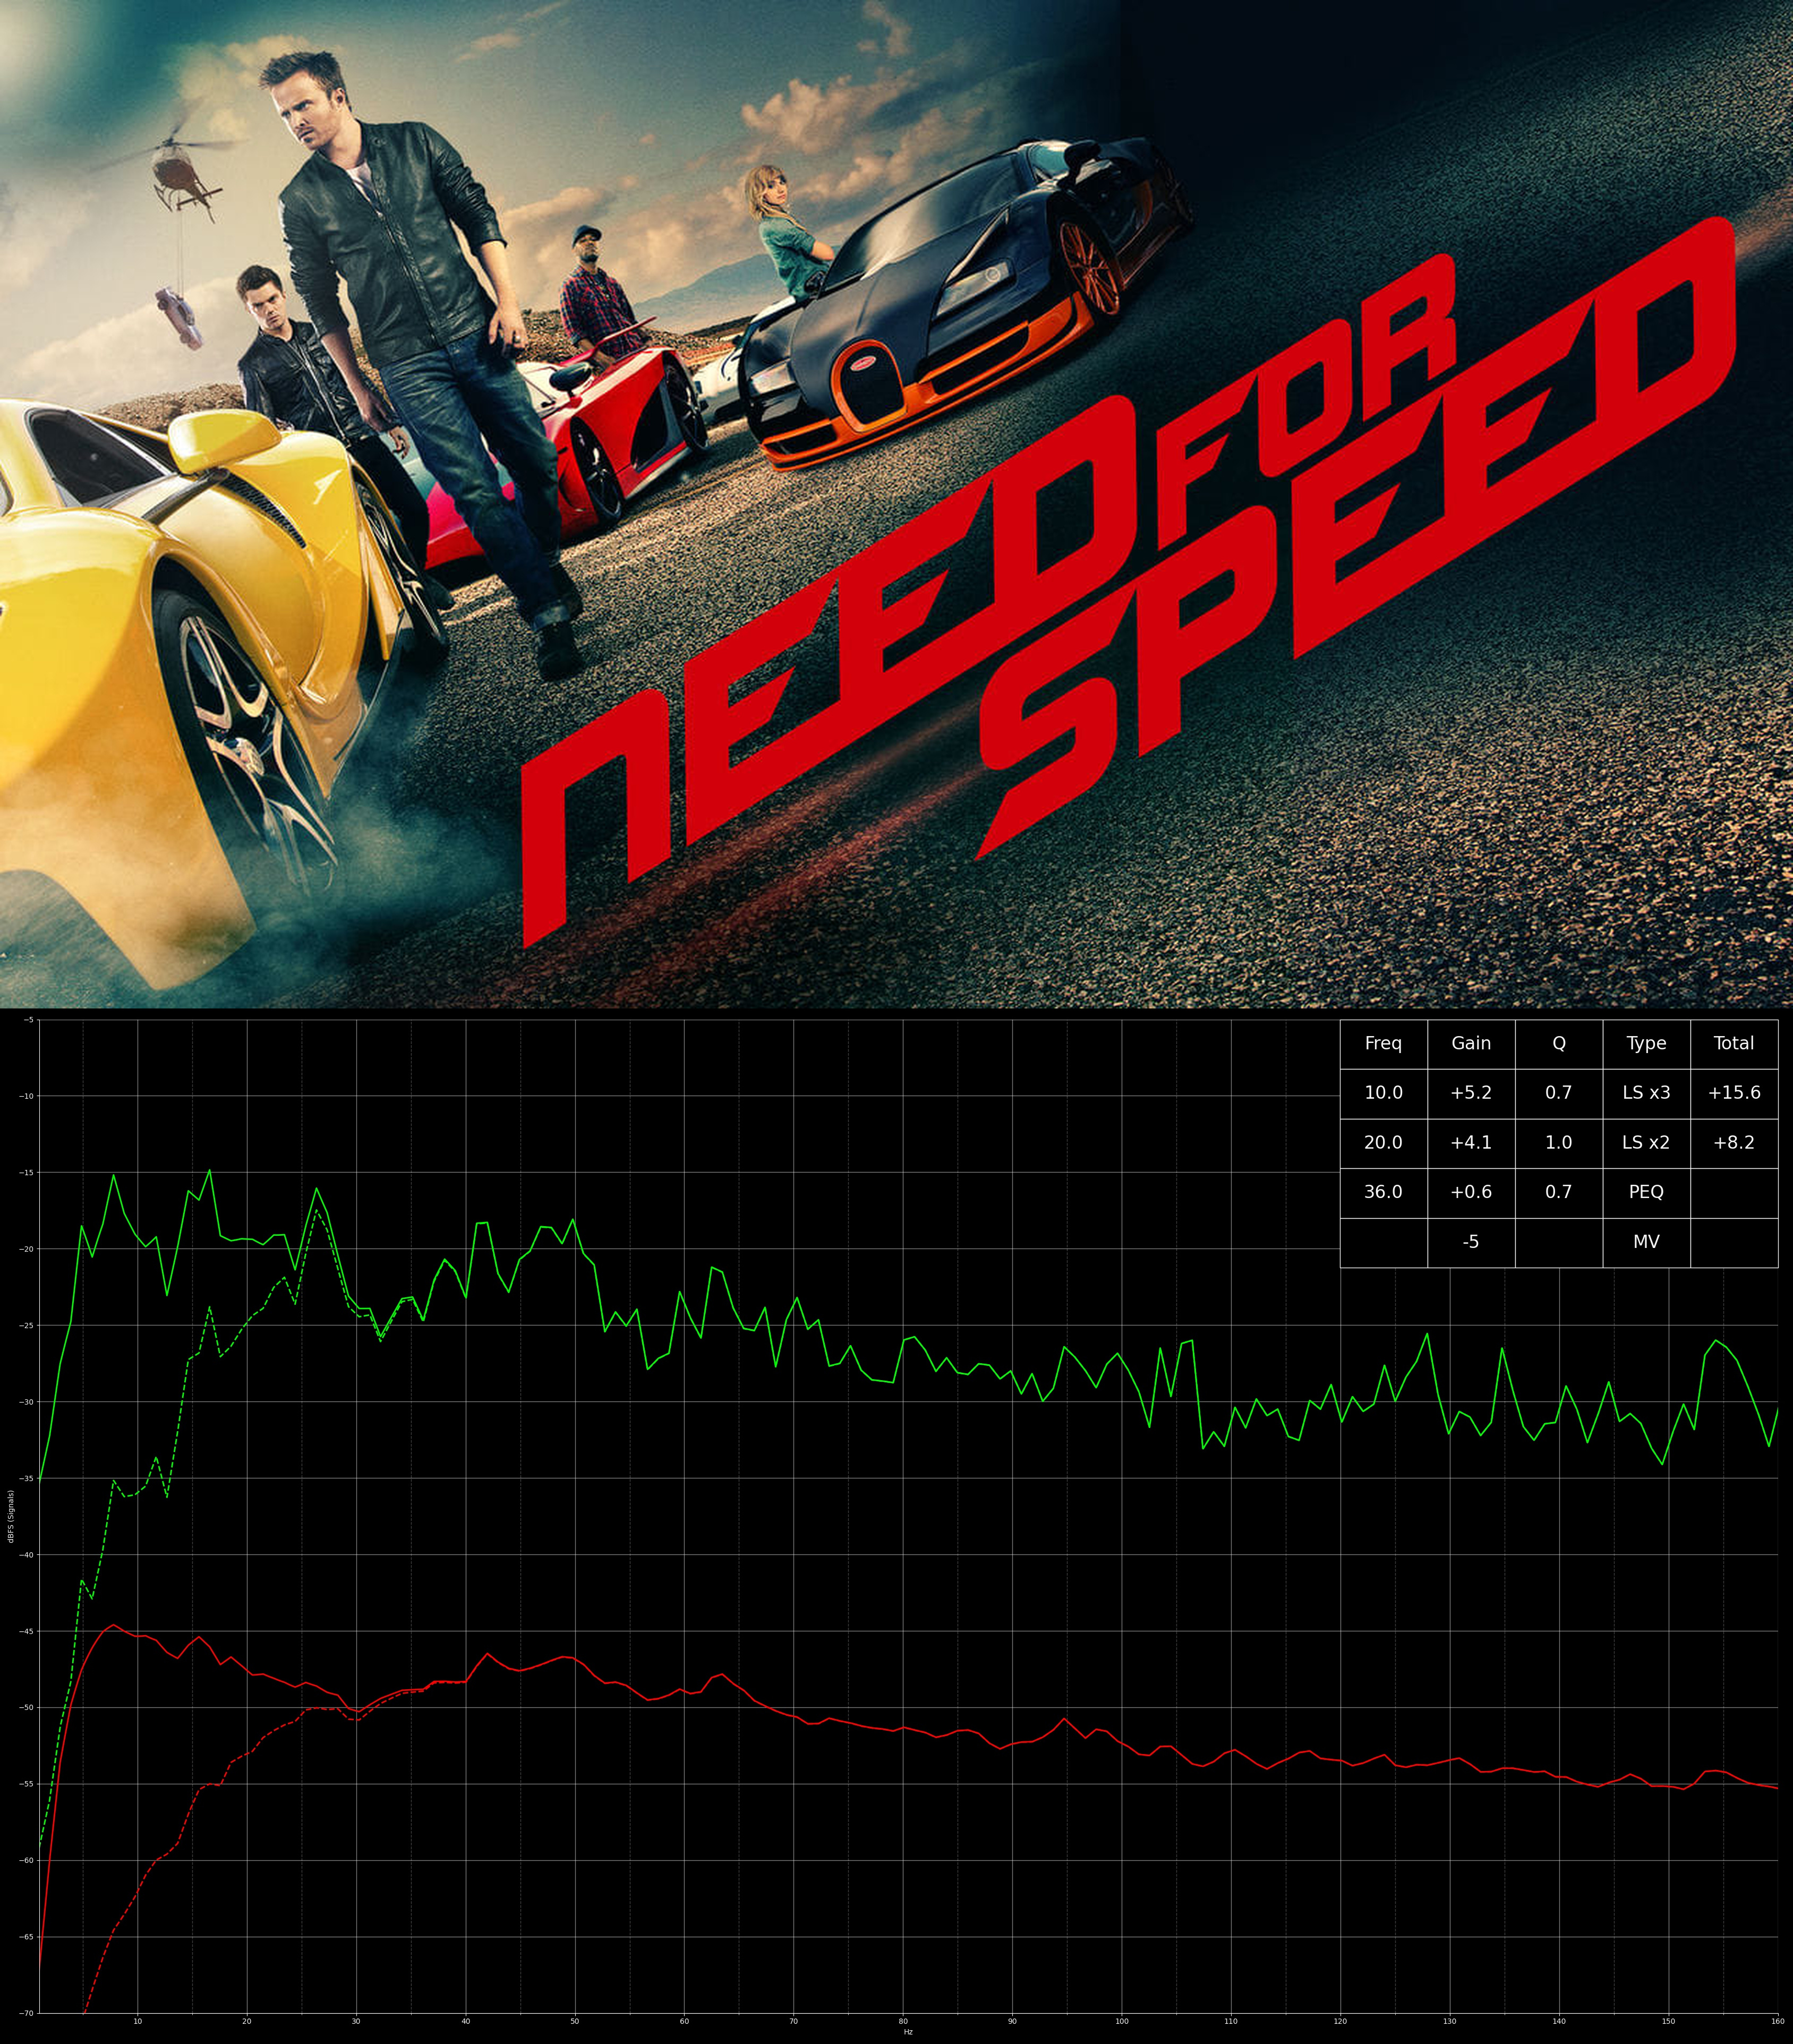 NEED FOR
SPEED
Freq Gain Q Type Total
10.0 +5.2 0.7 LS x3 +15.6
20.0 +4.1 1.0 LS x2 +8.2
36.0 +0.6 0.7 PEQ
-5 MV
−5
−10
−15
−20
−25
−30
−35
−40
−45
−50
−55
−60
−65
−70
dBFS (Signals)
10 20 30 40 50 60 70 80 90 100 110 120 130 140 150 160
Hz